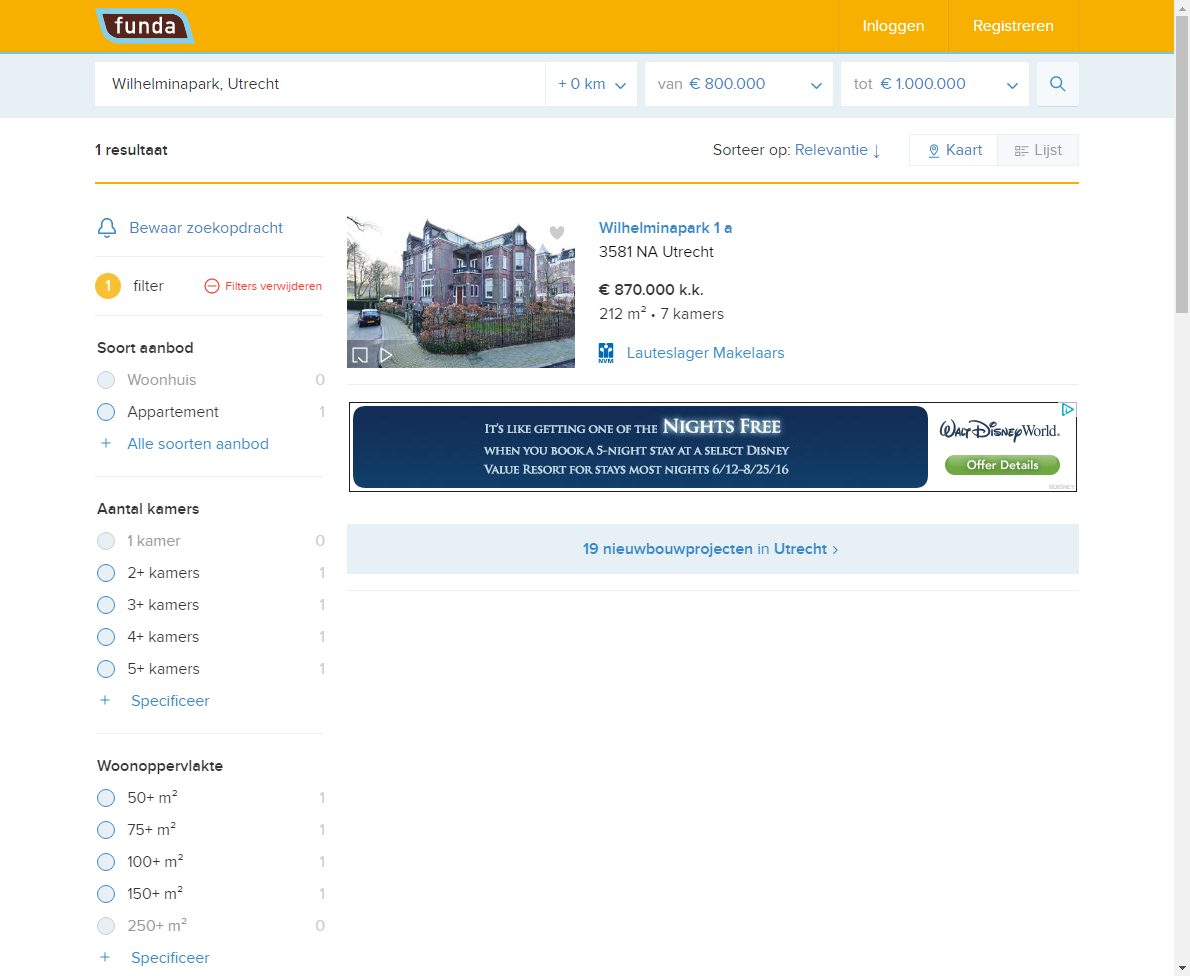 funda
Inloggen
Registreren
Wilhelminapark, Utrecht
+ 0 km
van € 800.000
tot € 1.000.000
1 resultaat
Sorteer op: Relevantie ↓
Kaart
Lijst
Bewaar zoekopdracht
1 filter
Filters verwijderen
Soort aanbod
Woonhuis 0
Appartement 1
+ Alle soorten aanbod
Aantal kamers
1 kamer 0
2+ kamers 1
3+ kamers 1
4+ kamers 1
5+ kamers 1
+ Specificeer
Woonoppervlakte
50+ m² 1
75+ m² 1
100+ m² 1
150+ m² 1
250+ m² 0
+ Specificeer
Wilhelminapark 1 a
3581 NA Utrecht
€ 870.000 k.k.
212 m² • 7 kamers
NVM
Lauteslager Makelaars
It's like getting one of the Nights Free
when you book a 5-night stay at a select Disney
Value Resort for stays most nights 6/12–8/25/16
Walt Disney World.
Offer Details
©DISNEY
19 nieuwbouwprojecten in Utrecht ›